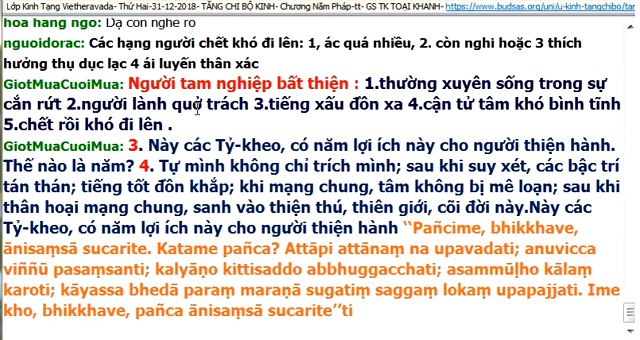 Lớp Kinh Tạng Vietheravada- Thứ Hai-31-12-2018- TĂNG CHI BỘ KINH- Chương Năm Pháp-tt- GS TK TOẠI KHANH- https://www.budsas.org/uni/u-kinh-tangchibo/tan
hoa hang ngo: Dạ con nghe ro
nguoidorac: Các hạng người chết khó đi lên: 1, ác quá nhiều, 2. còn nghi hoặc 3 thích
hưởng thụ dục lạc 4 ái luyến thân xác
GiotMuaCuoiMua: Người tam nghiệp bất thiện : 1.thường xuyên sống trong sự
cắn rứt 2.người lành quở trách 3.tiếng xấu đồn xa 4.cận tử tâm khó bình tĩnh
5.chết rồi khó đi lên .
GiotMuaCuoiMua: 3. Này các Tỷ-kheo, có năm lợi ích này cho người thiện hành.
Thế nào là năm? 4. Tự mình không chỉ trích mình; sau khi suy xét, các bậc trí
tán thán; tiếng tốt đồn khắp; khi mạng chung, tâm không bị mê loạn; sau khi
thân hoại mạng chung, sanh vào thiện thú, thiên giới, cõi đời này.Này các
Tỷ-kheo, có năm lợi ích này cho người thiện hành ‘‘Pañcime, bhikkhave,
ānisaṃsā sucarite. Katame pañca? Attāpi attānaṃ na upavadati; anuvicca
viññū pasaṃsanti; kalyāṇo kittisaddo abbhuggacchati; asammūḷho kālaṃ
karoti; kāyassa bhedā paraṃ maraṇā sugatiṃ saggaṃ lokaṃ upapajjati. Ime
kho, bhikkhave, pañca ānisaṃsā sucarite’’ti